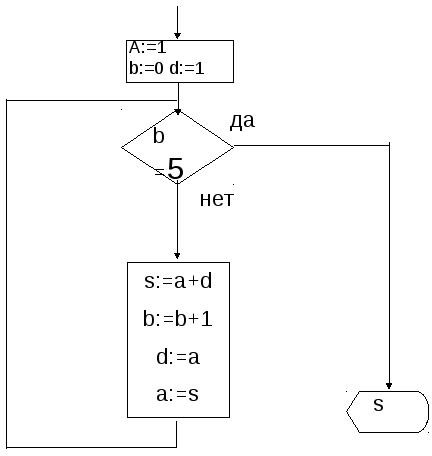 A:=1
b:=0 d:=1
да
b
=5
нет
s:=a+d
b:=b+1
d:=a
a:=s
s